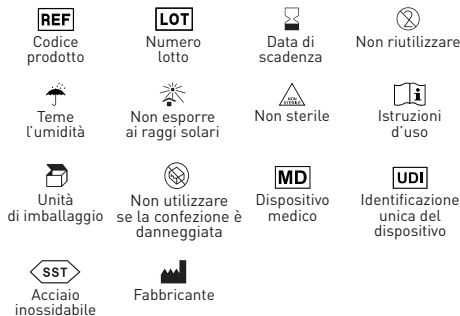 REF
LOT
2
Codice
prodotto
Numero
lotto
Data di
scadenza
Non riutilizzare
NON
STERILE
i
Teme
l'umidità
Non esporre
ai raggi solari
Non sterile
Istruzioni
d'uso
MD
UDI
Unità
di imballaggio
Non utilizzare
se la confezione è
danneggiata
Dispositivo
medico
Identificazione
unica del
dispositivo
SST
Acciaio
inossidabile
Fabbricante